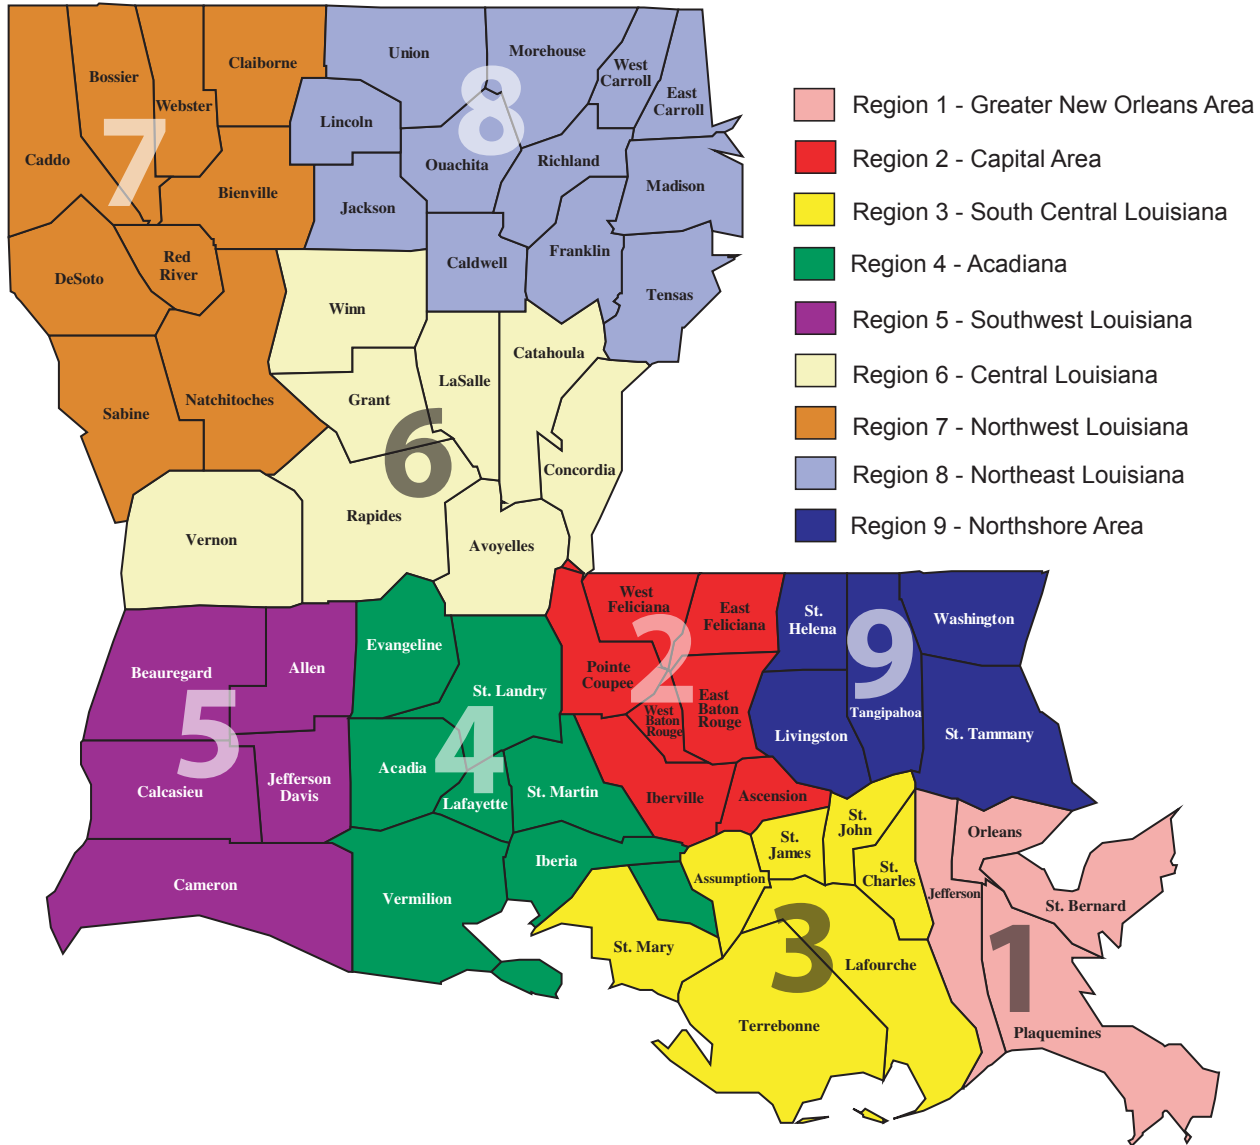 Union
Morehouse
West
Carroll
Claiborne
Bossier
Webster
East
Carroll
Lincoln
8
7
Caddo
Ouachita
Richland
Bienville
Madison
Jackson
Red
River
Franklin
Caldwell
DeSoto
Tensas
Winn
Catahoula
LaSalle
Grant
Natchitoches
Sabine
6
Concordia
Rapides
Vernon
Avoyelles
Region 1 - Greater New Orleans Area
Region 2 - Capital Area
Region 3 - South Central Louisiana
Region 4 - Acadiana
Region 5 - Southwest Louisiana
Region 6 - Central Louisiana
Region 7 - Northwest Louisiana
Region 8 - Northeast Louisiana
Region 9 - Northshore Area
West
Feliciana
East
Feliciana
St.
Helena
Washington
Evangeline
2
9
Beauregard
Allen
Pointe
Coupee
St. Landry
East
Baton
Rouge
West
Baton
Rouge
Tangipahoa
5
4
Livingston
St. Tammany
Acadia
Jefferson
Davis
Calcasieu
Lafayette
St. Martin
Iberville
Ascension
St.
John
Orleans
St.
James
Iberia
Cameron
Assumption
St.
Charles
Jefferson
Vermilion
St. Bernard
St. Mary
3
Lafourche
1
Terrebonne
Plaquemines